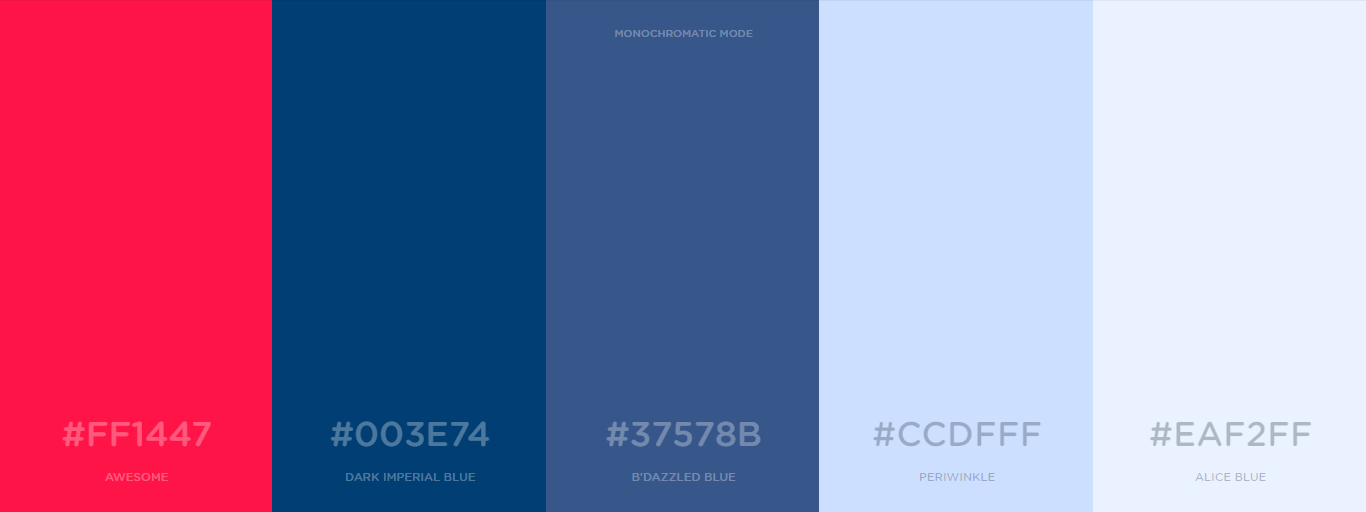 MONOCHROMATIC MODE
#FF1447
AWESOME
#003E74
DARK IMPERIAL BLUE
#37578B
B'DAZZLED BLUE
#CCDFFF
PERIWINKLE
#EAF2FF
ALICE BLUE